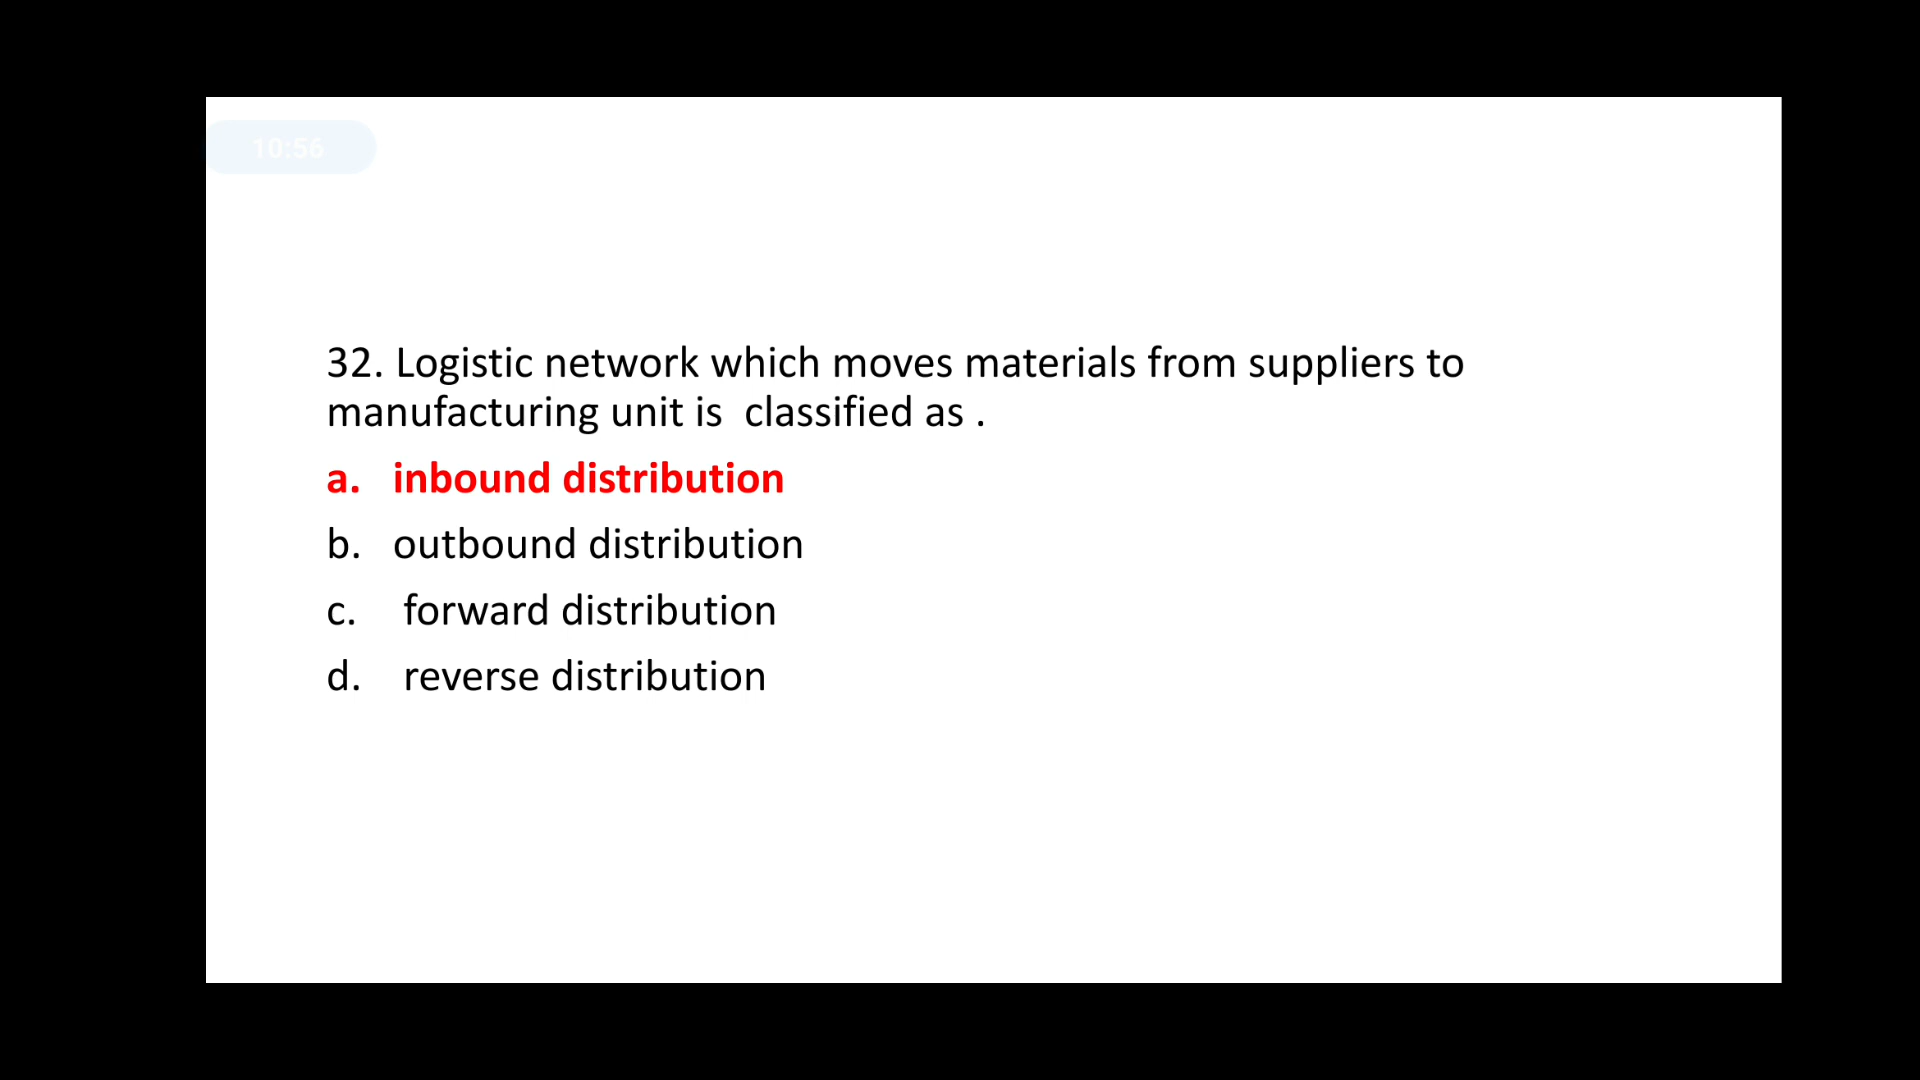 10:56
32. Logistic network which moves materials from suppliers to
manufacturing unit is  classified as .
a. inbound distribution
b. outbound distribution
c. forward distribution
d. reverse distribution